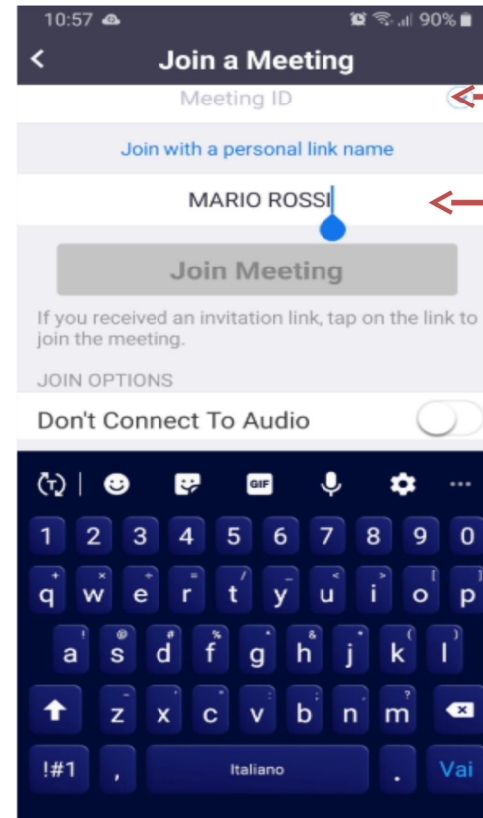 10:57 90%
Join a Meeting
Meeting ID
Join with a personal link name
MARIO ROSSI
Join Meeting
If you received an invitation link, tap on the link to
join the meeting.
JOIN OPTIONS
Don't Connect To Audio
GIF
1 2 3 4 5 6 7 8 9 0
q w e r t y u i o p
a s d f g h j k l
z x c v b n m
!#1 , Italiano . Vai